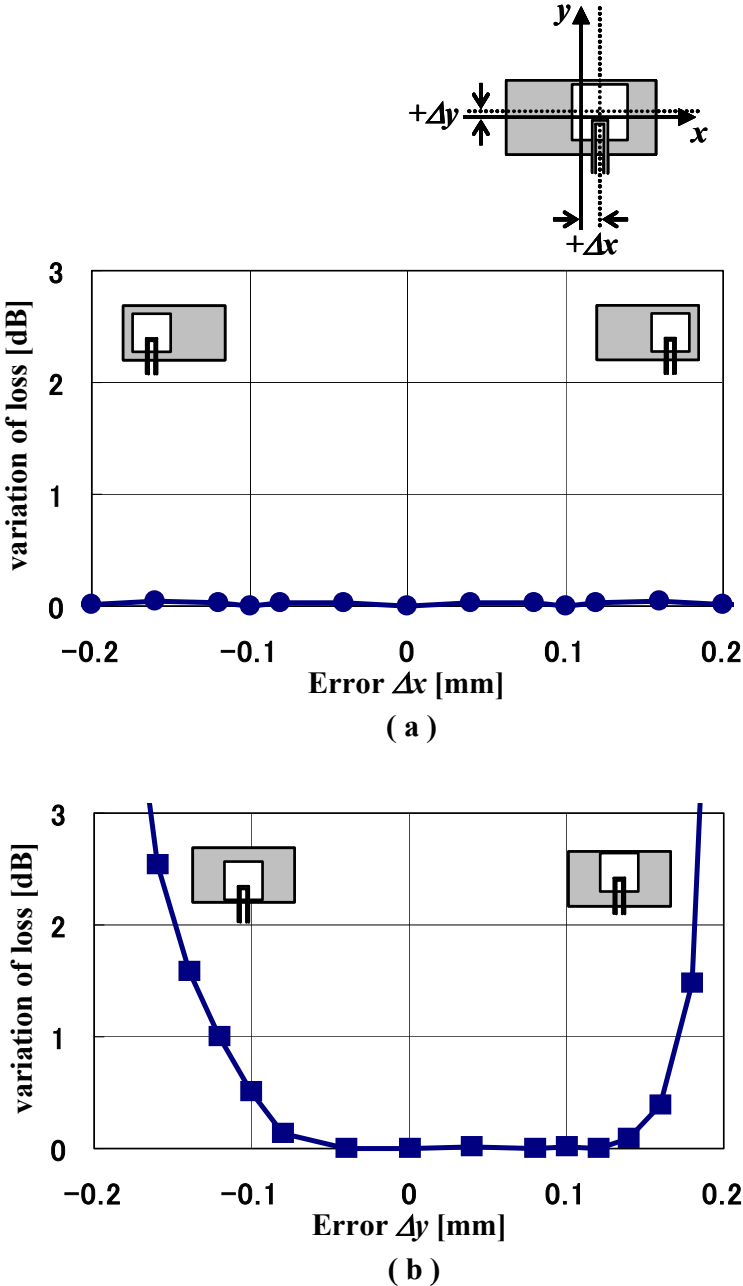 y
+Δy
x
+Δx
3
2
1
0
variation of loss [dB]
−0.2 −0.1 0 0.1 0.2
Error Δx [mm]
( a )
3
2
1
0
variation of loss [dB]
−0.2 −0.1 0 0.1 0.2
Error Δy [mm]
( b )